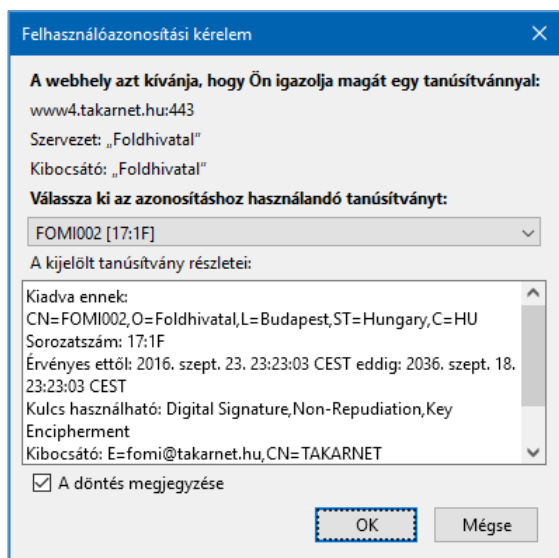 Felhasználóazonosítási kérelem
A webhely azt kívánja, hogy Ön igazolja magát egy tanúsítvánnyal:
www4.takarnet.hu:443
Szervezet: „Foldhivatal”
Kibocsátó: „Foldhivatal”
Válassza ki az azonosításhoz használandó tanúsítványt:
FOMI002 [17:1F]
A kijelölt tanúsítvány részletei:
Kiadva ennek:
CN=FOMI002,O=Foldhivatal,L=Budapest,ST=Hungary,C=HU
Sorozatszám: 17:1F
Érvényes ettől: 2016. szept. 23. 23:23:03 CEST eddig: 2036. szept. 18.
23:23:03 CEST
Kulcs használható: Digital Signature,Non-Repudiation,Key
Encipherment
Kibocsátó: E=fomi@takarnet.hu,CN=TAKARNET
A döntés megjegyzése
OK
Mégse